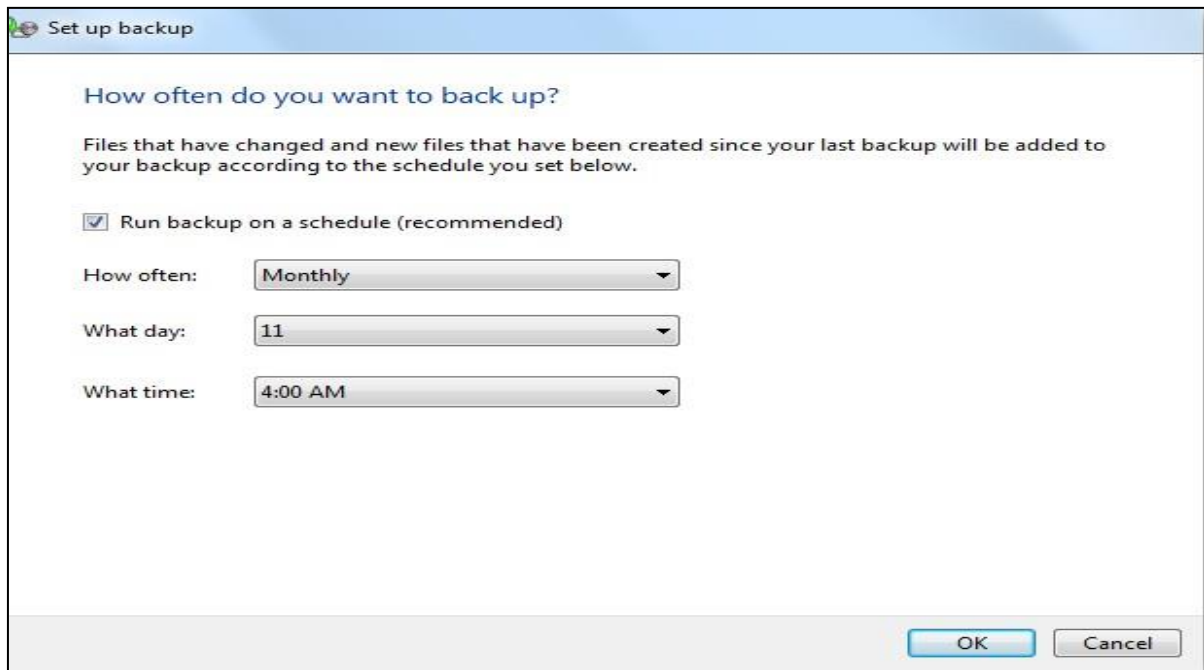 Set up backup
How often do you want to back up?
Files that have changed and new files that have been created since your last backup will be added to
your backup according to the schedule you set below.
Run backup on a schedule (recommended)
How often: Monthly
What day: 11
What time: 4:00 AM
OK Cancel